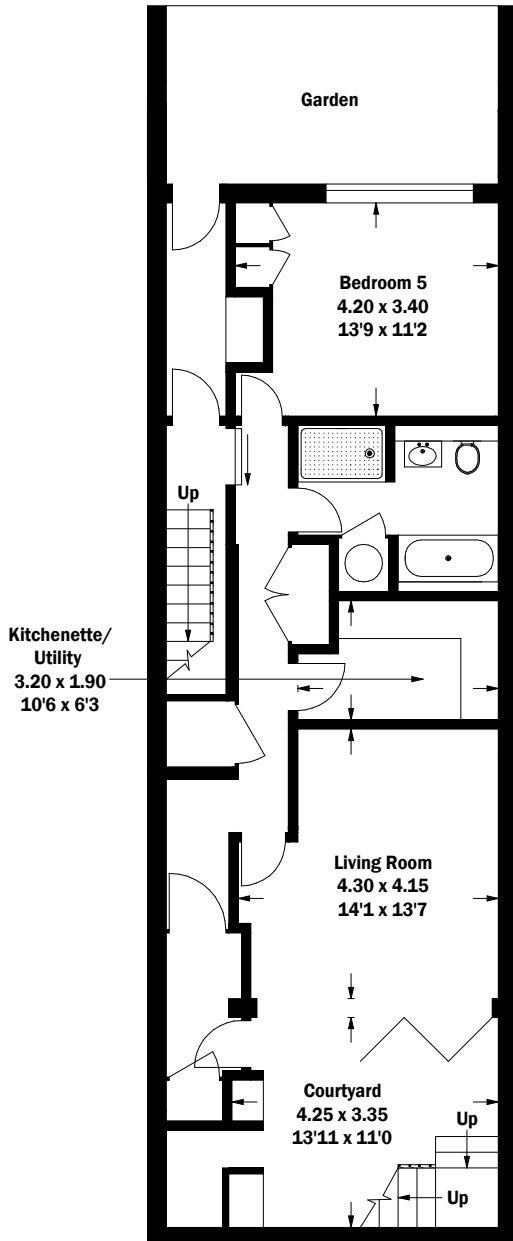 Garden
Bedroom 5
4.20 x 3.40
13'9 x 11'2
Up
Kitchenette/
Utility
3.20 x 1.90
10'6 x 6'3
Living Room
4.30 x 4.15
14'1 x 13'7
Courtyard
4.25 x 3.35
13'11 x 11'0
Up
Up